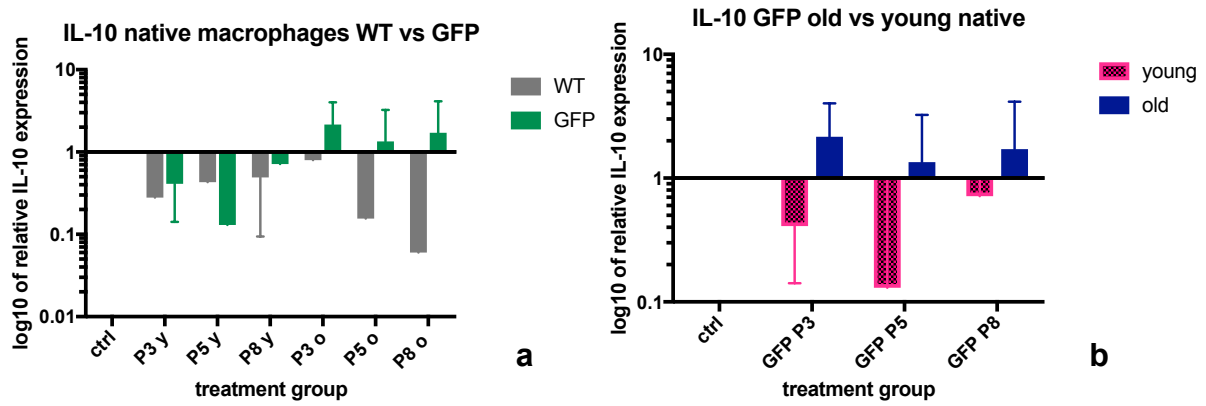 IL-10 native macrophages WT vs GFP
log10 of relative IL-10 expression
10
1
0.1
0.01
ctrl
P3 y
P5 y
P8 y
P3 o
P5 o
P8 o
treatment group
WT
GFP
a
IL-10 GFP old vs young native
log10 of relative IL-10 expression
10
1
0.1
ctrl
GFP P3
GFP P5
GFP P8
treatment group
young
old
b